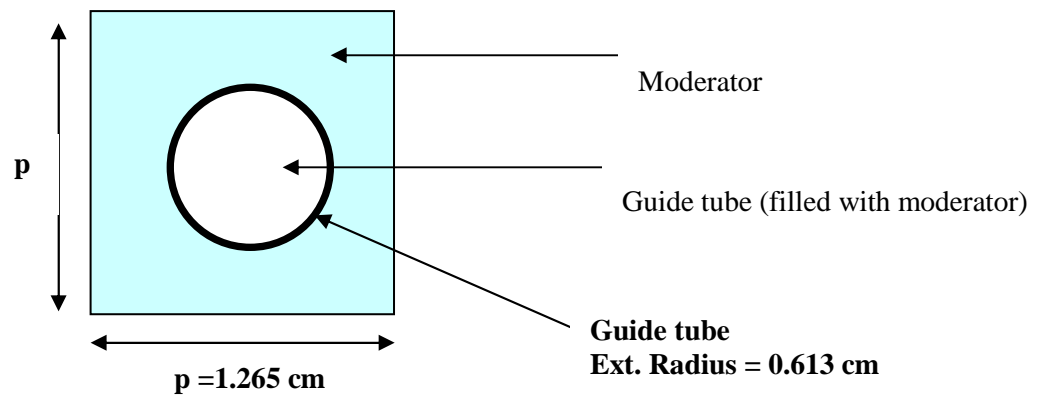 Moderator
p
Guide tube (filled with moderator)
Guide tube
Ext. Radius = 0.613 cm
p =1.265 cm